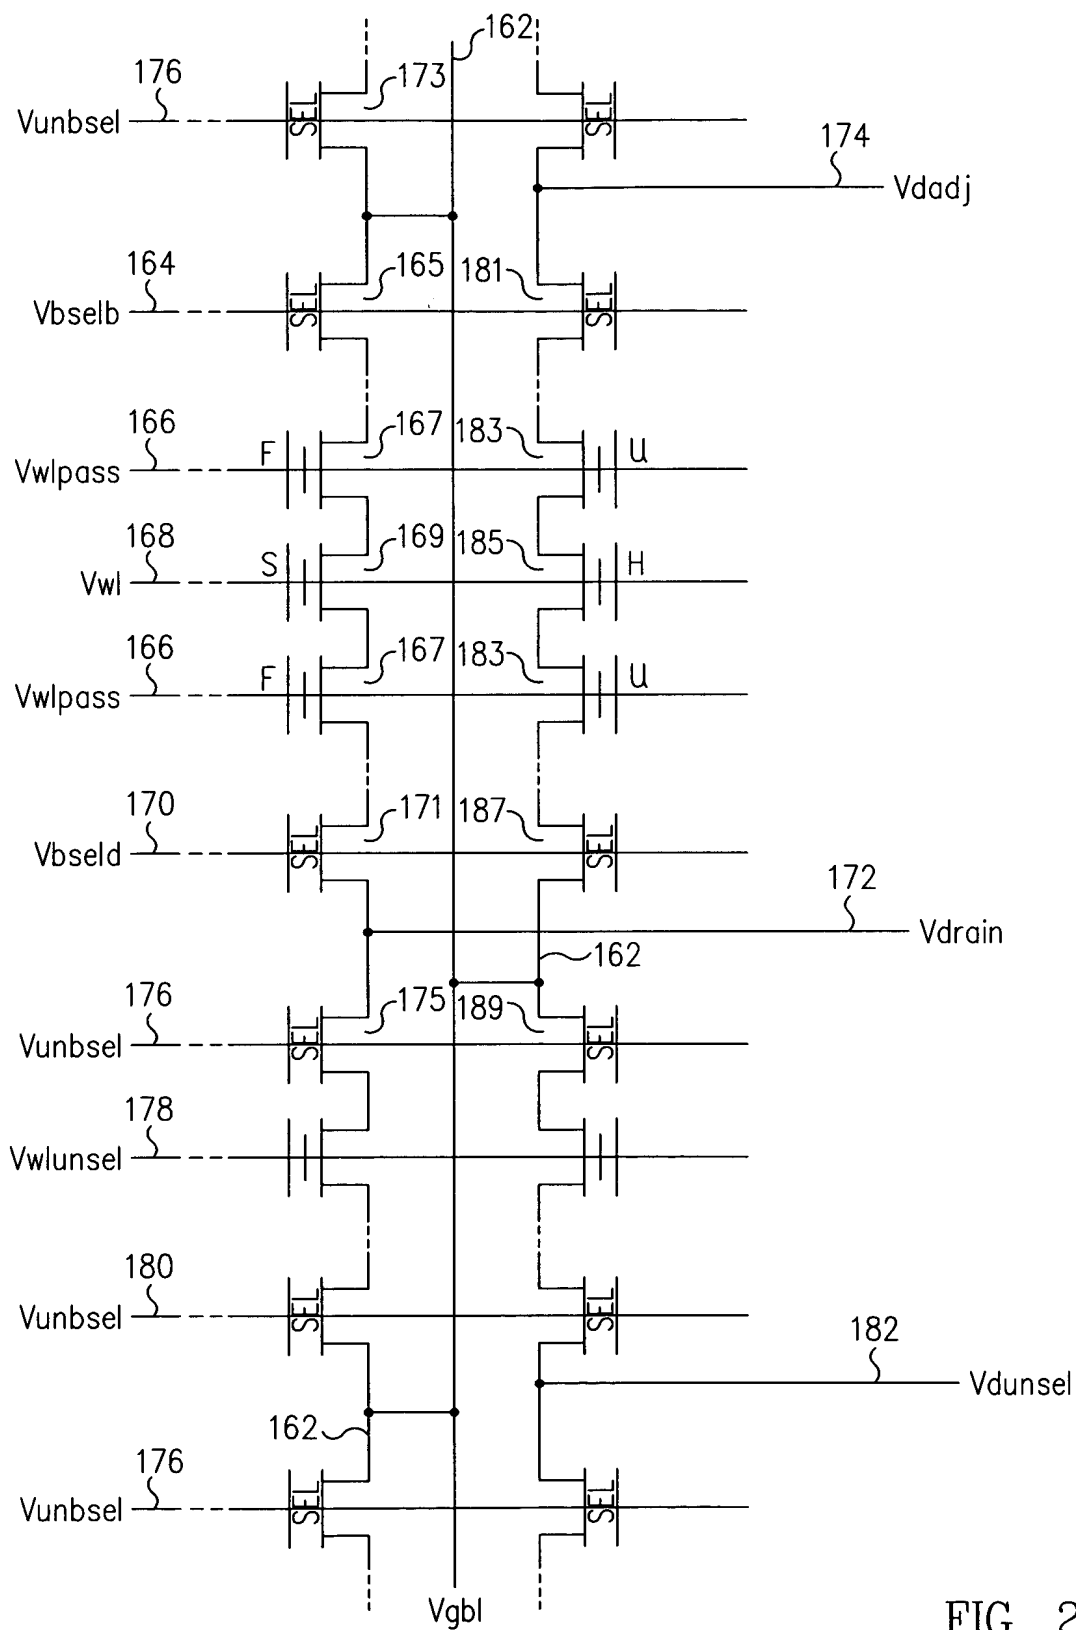 162
176 173
Vunbsel SEL SEL
174
Vdadj
164 165 181
Vbselb SEL SEL
166 167 183
Vwlpass F U
168 169 185
Vwl S H
166 167 183
Vwlpass F U
170 171 187
Vbseld SEL SEL
172
Vdrain
162
176 175 189
Vunbsel SEL SEL
178
Vwlunsel
180
Vunbsel SEL SEL
182
Vdunsel
162
176
Vunbsel SEL SEL
Vgbl
FIG. 2